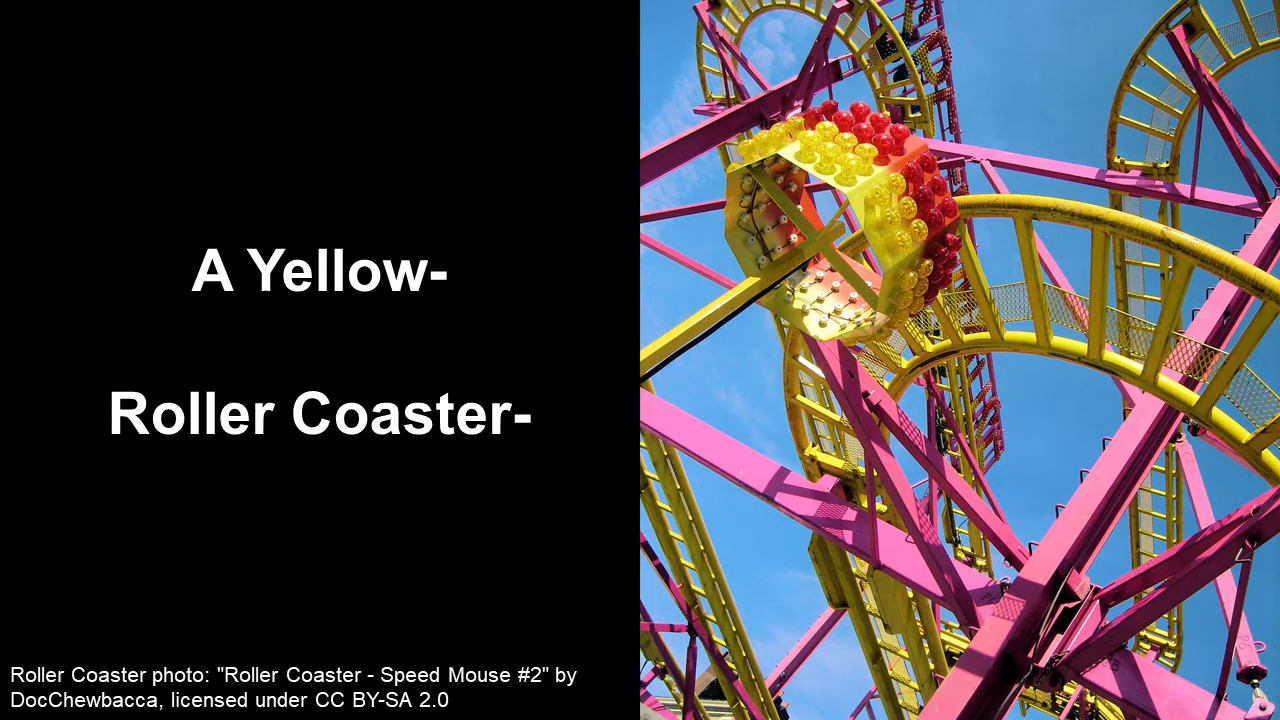 A Yellow-
Roller Coaster-
Roller Coaster photo: "Roller Coaster - Speed Mouse #2" by
DocChewbacca, licensed under CC BY-SA 2.0